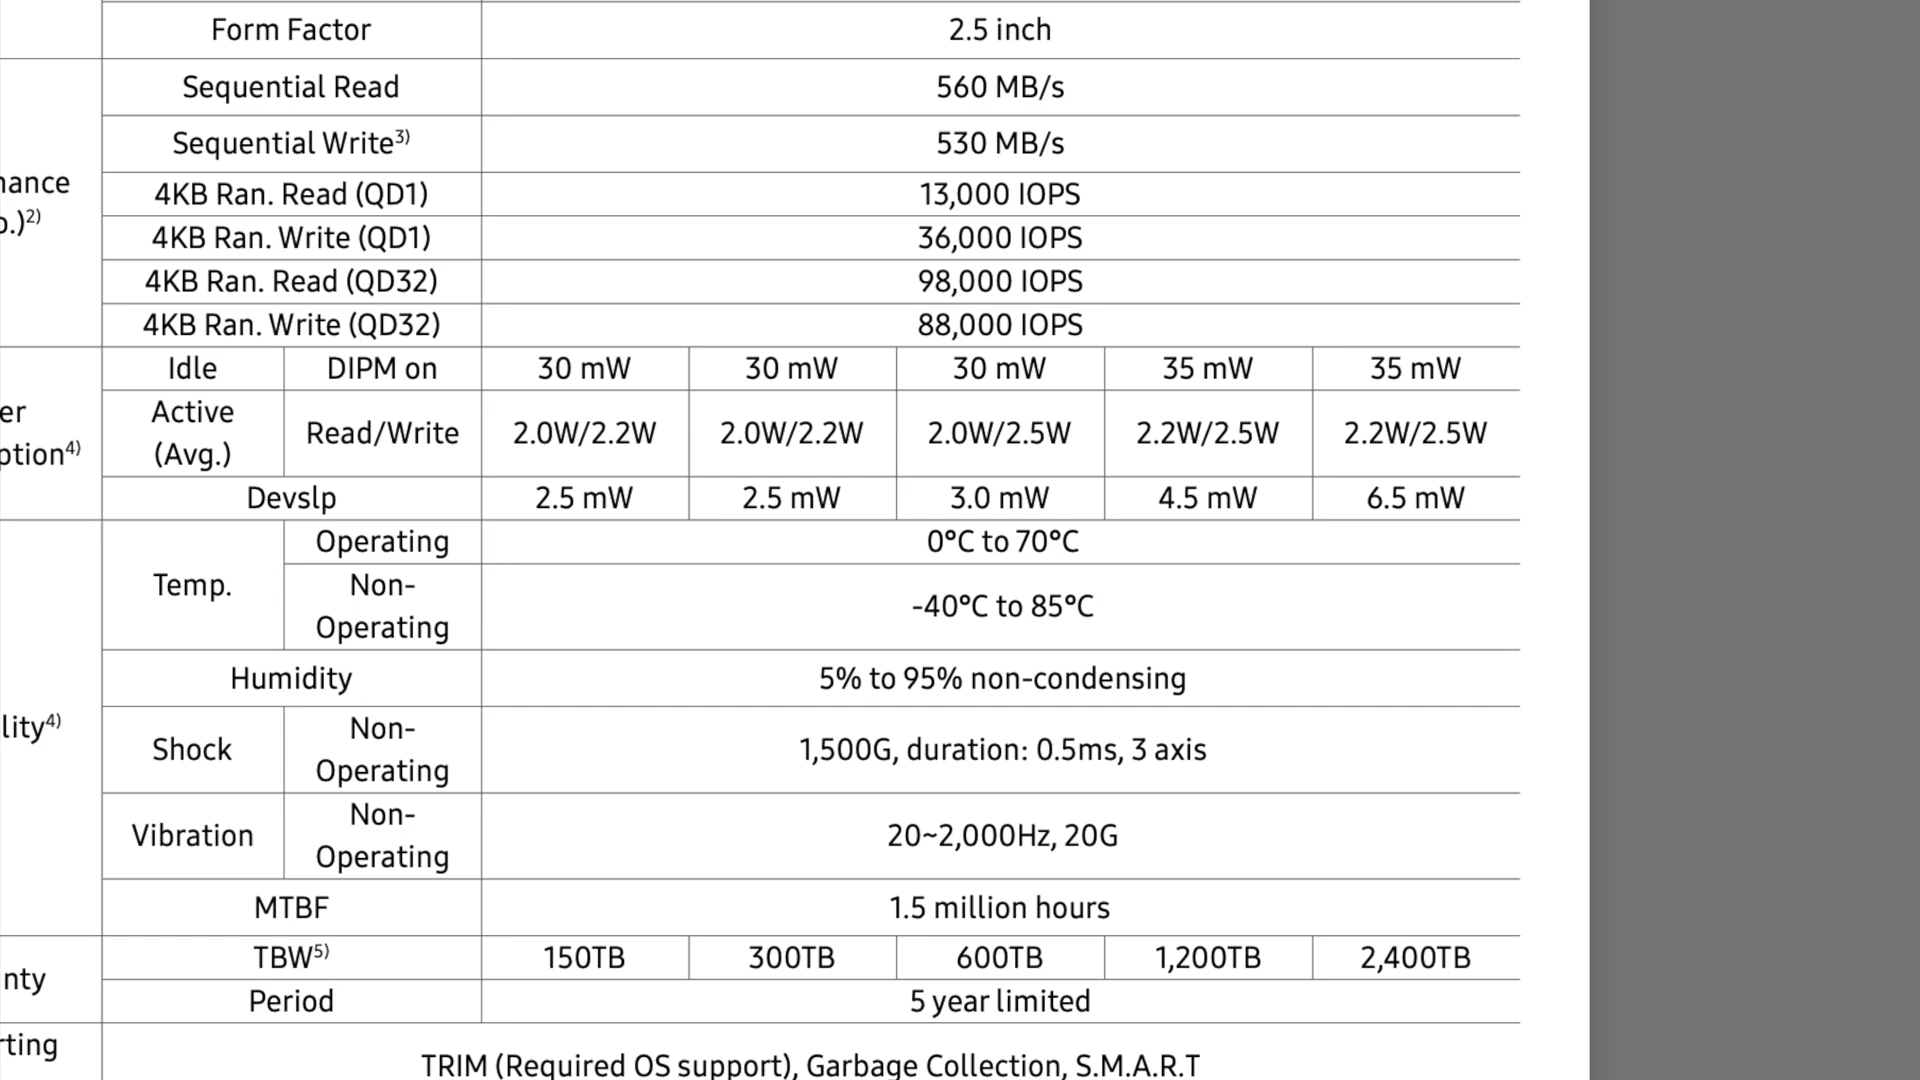 Form Factor 2.5 inch
Sequential Read 560 MB/s
Sequential Write3) 530 MB/s
4KB Ran. Read (QD1) 13,000 IOPS
4KB Ran. Write (QD1) 36,000 IOPS
4KB Ran. Read (QD32) 98,000 IOPS
4KB Ran. Write (QD32) 88,000 IOPS
mance
o.)2)
Idle DIPM on 30 mW 30 mW 30 mW 35 mW 35 mW
er
ption4)
Active
(Avg.)
Read/Write 2.0W/2.2W 2.0W/2.2W 2.0W/2.5W 2.2W/2.5W 2.2W/2.5W
Devslp 2.5 mW 2.5 mW 3.0 mW 4.5 mW 6.5 mW
lity4)
Temp.
Operating 0°C to 70°C
Non-
Operating
-40°C to 85°C
Humidity 5% to 95% non-condensing
Shock
Non-
Operating
1,500G, duration: 0.5ms, 3 axis
Vibration
Non-
Operating
20~2,000Hz, 20G
MTBF 1.5 million hours
nty
TBW5) 150TB 300TB 600TB 1,200TB 2,400TB
Period 5 year limited
rting
TRIM (Required OS support), Garbage Collection, S.M.A.R.T